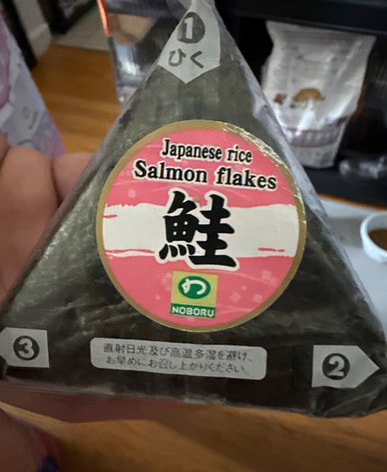 ①
ひく
Japanese rice
Salmon flakes
鮭
NOBORU
③
直射日光及び高温多湿を避け、
お早めにお召し上がりください。
②